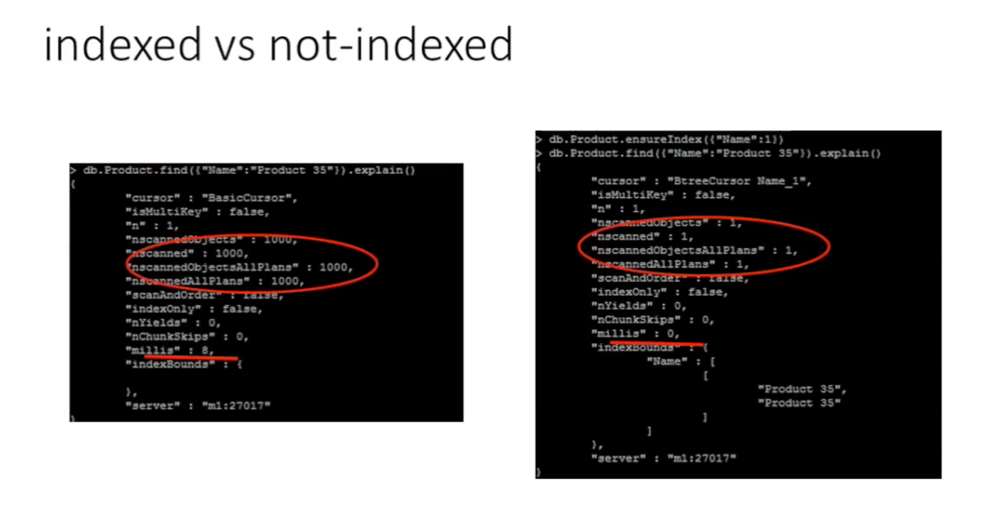 indexed vs not-indexed
> db.Product.find({"Name":"Product 35"}).explain()
{
"cursor" : "BasicCursor",
"isMultiKey" : false,
"n" : 1,
"nscannedObjects" : 1000,
"nscanned" : 1000,
"nscannedObjectsAllPlans" : 1000,
"nscannedAllPlans" : 1000,
"scanAndOrder" : false,
"indexOnly" : false,
"nYields" : 0,
"nChunkSkips" : 0,
"millis" : 8,
"indexBounds" : {
},
"server" : "m1:27017"
}
> db.Product.ensureIndex({"Name":1})
> db.Product.find({"Name":"Product 35"}).explain()
{
"cursor" : "BtreeCursor Name_1",
"isMultiKey" : false,
"n" : 1,
"nscannedObjects" : 1,
"nscanned" : 1,
"nscannedObjectsAllPlans" : 1,
"nscannedAllPlans" : 1,
"scanAndOrder" : false,
"indexOnly" : false,
"nYields" : 0,
"nChunkSkips" : 0,
"millis" : 0,
"indexBounds" : {
"Name" : [
[
"Product 35",
"Product 35"
]
]
},
"server" : "m1:27017"
}